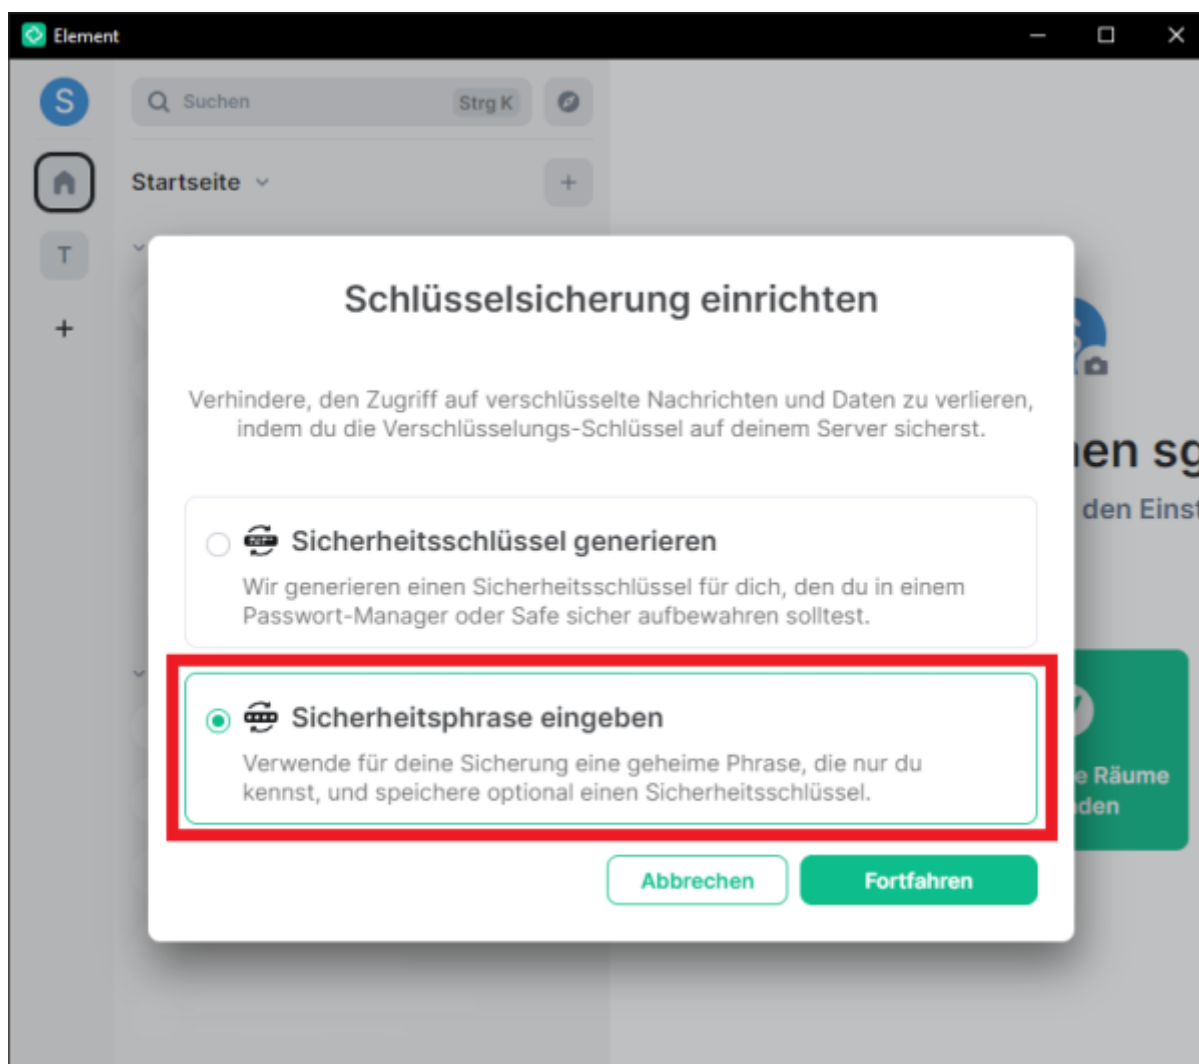 Element
S
Suchen
Strg K
Startseite
T
Schlüsselsicherung einrichten
Verhindere, den Zugriff auf verschlüsselte Nachrichten und Daten zu verlieren,
indem du die Verschlüsselungs-Schlüssel auf deinem Server sicherst.
Sicherheitsschlüssel generieren
Wir generieren einen Sicherheitsschlüssel für dich, den du in einem
Passwort-Manager oder Safe sicher aufbewahren solltest.
Sicherheitsphrase eingeben
Verwende für deine Sicherung eine geheime Phrase, die nur du
kennst, und speichere optional einen Sicherheitsschlüssel.
Abbrechen
Fortfahren
den
Räume